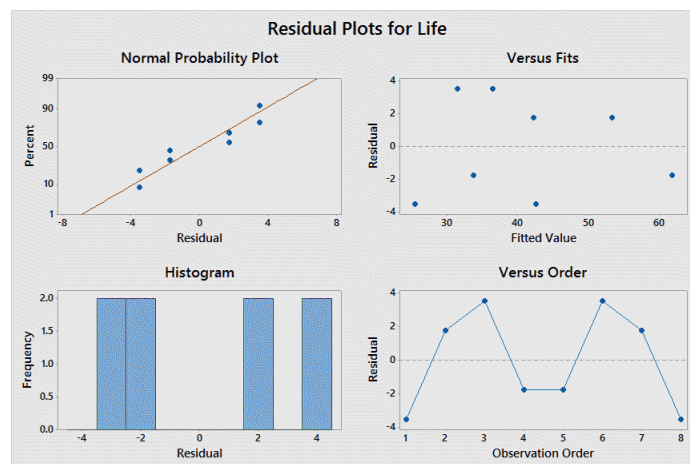 Residual Plots for Life
Normal Probability Plot
99
90
50
10
1
Percent
-8 -4 0 4 8
Residual
Versus Fits
4
2
0
-2
-4
Residual
30 40 50 60
Fitted Value
Histogram
2.0
1.5
1.0
0.5
0.0
Frequency
-4 -2 0 2 4
Residual
Versus Order
4
2
0
-2
-4
Residual
1 2 3 4 5 6 7 8
Observation Order